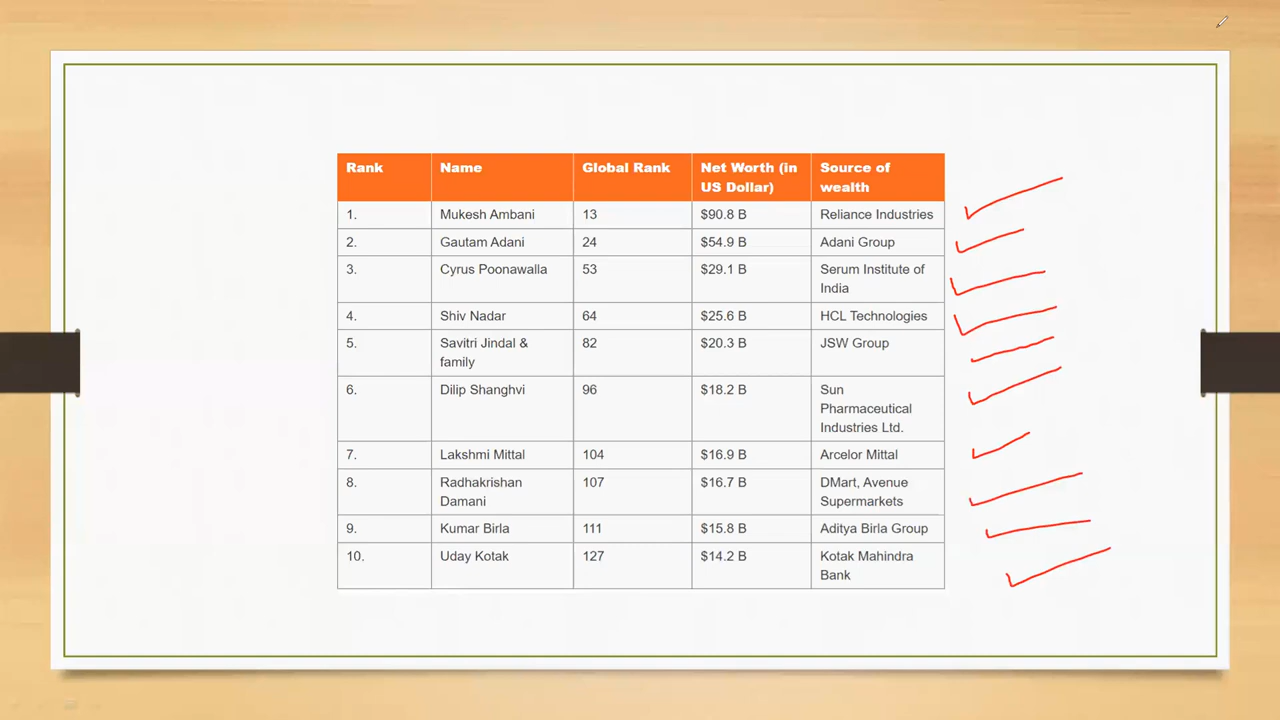 Rank Name Global Rank Net Worth (in US Dollar) Source of wealth
1. Mukesh Ambani 13 $90.8 B Reliance Industries
2. Gautam Adani 24 $54.9 B Adani Group
3. Cyrus Poonawalla 53 $29.1 B Serum Institute of India
4. Shiv Nadar 64 $25.6 B HCL Technologies
5. Savitri Jindal & family 82 $20.3 B JSW Group
6. Dilip Shanghvi 96 $18.2 B Sun Pharmaceutical Industries Ltd.
7. Lakshmi Mittal 104 $16.9 B Arcelor Mittal
8. Radhakrishan Damani 107 $16.7 B DMart, Avenue Supermarkets
9. Kumar Birla 111 $15.8 B Aditya Birla Group
10. Uday Kotak 127 $14.2 B Kotak Mahindra Bank